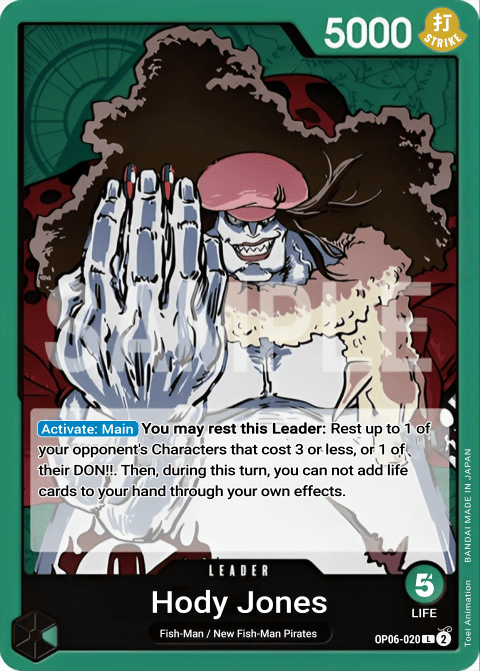 5000
打
STRIKE
SAMPLE
Activate: Main You may rest this Leader: Rest up to 1 of
your opponent's Characters that cost 3 or less, or 1 of
their DON!!. Then, during this turn, you can not add life
cards to your hand through your own effects.
LEADER
Hody Jones
Fish-Man / New Fish-Man Pirates
5
LIFE
OP06-020 L 2
Toei Animation BANDAI MADE IN JAPAN